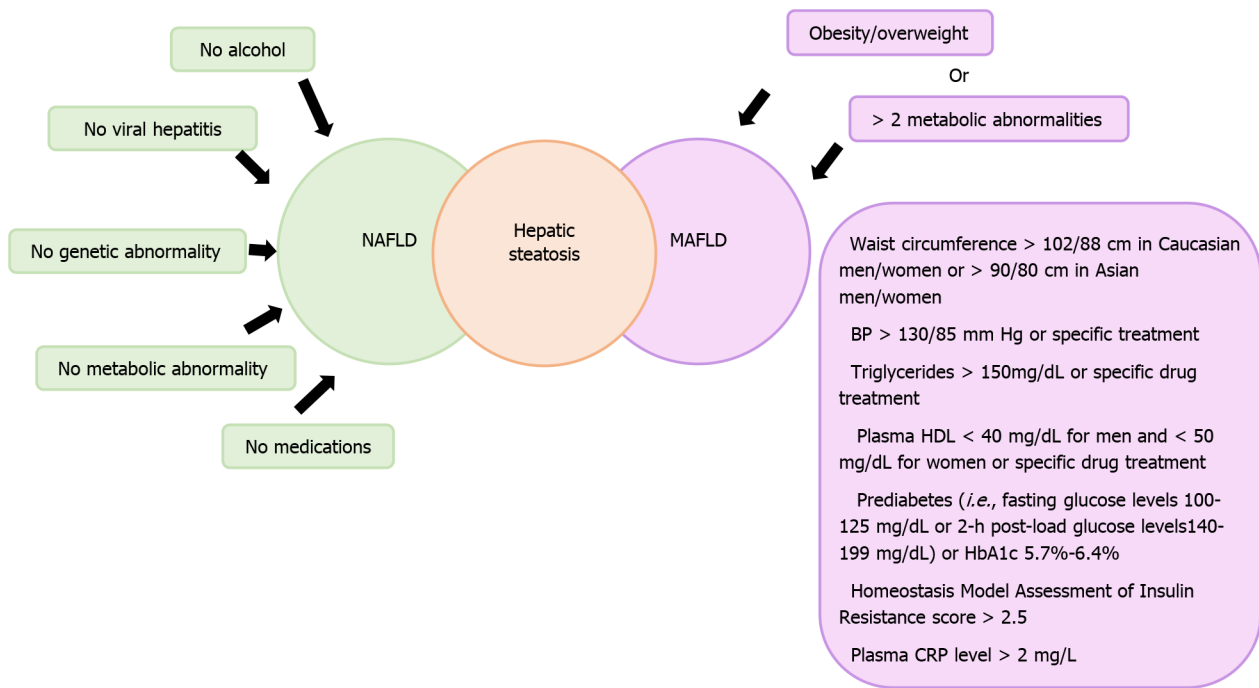 No alcohol
No viral hepatitis
No genetic abnormality
No metabolic abnormality
No medications
NAFLD
Hepatic
steatosis
MAFLD
Obesity/overweight
Or
> 2 metabolic abnormalities
Waist circumference > 102/88 cm in Caucasian
men/women or > 90/80 cm in Asian
men/women
BP > 130/85 mm Hg or specific treatment
Triglycerides > 150mg/dL or specific drug
treatment
Plasma HDL < 40 mg/dL for men and < 50
mg/dL for women or specific drug treatment
Prediabetes (i.e., fasting glucose levels 100-
125 mg/dL or 2-h post-load glucose levels140-
199 mg/dL) or HbA1c 5.7%-6.4%
Homeostasis Model Assessment of Insulin
Resistance score > 2.5
Plasma CRP level > 2 mg/L